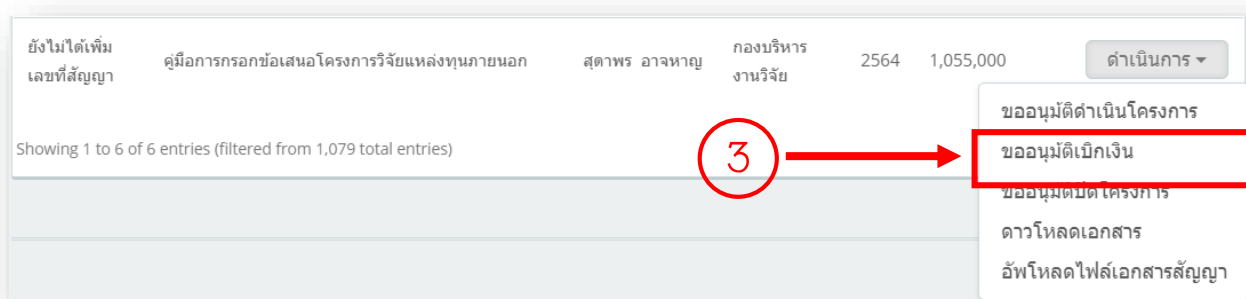 ยังไม่ได้เพิ่ม
เลขที่สัญญา
คู่มือการกรอกข้อเสนอโครงการวิจัยแหล่งทุนภายนอก
สุดาพร อาจหาญ
กองบริหาร
งานวิจัย
2564
1,055,000
ดำเนินการ
ขออนุมัติดำเนินโครงการ
Showing 1 to 6 of 6 entries (filtered from 1,079 total entries)
3
ขออนุมัติเบิกเงิน
ขออนุมัติปิดโครงการ
ดาวโหลดเอกสาร
อัพโหลดไฟล์เอกสารสัญญา